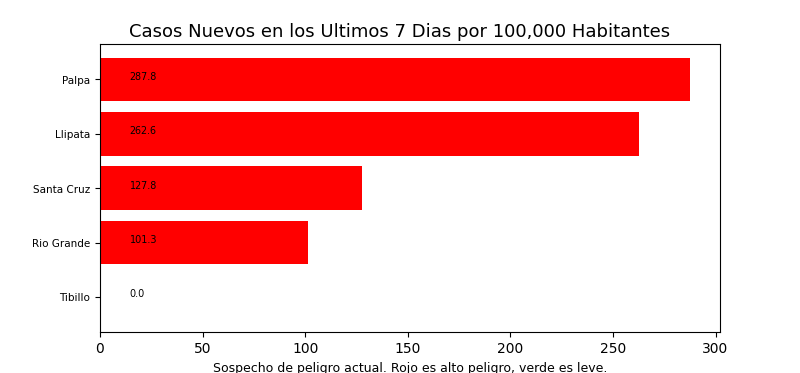 Casos Nuevos en los Ultimos 7 Dias por 100,000 Habitantes
Palpa 287.8
Llipata 262.6
Santa Cruz 127.8
Rio Grande 101.3
Tibillo 0.0
0 50 100 150 200 250 300
Sospecho de peligro actual. Rojo es alto peligro, verde es leve.